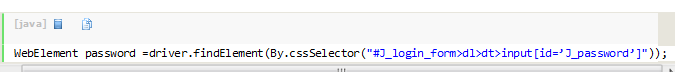 [java]
WebElement password =driver.findElement(By.cssSelector("#J_login_form>dl>dt>input[id=’J_password’]"));